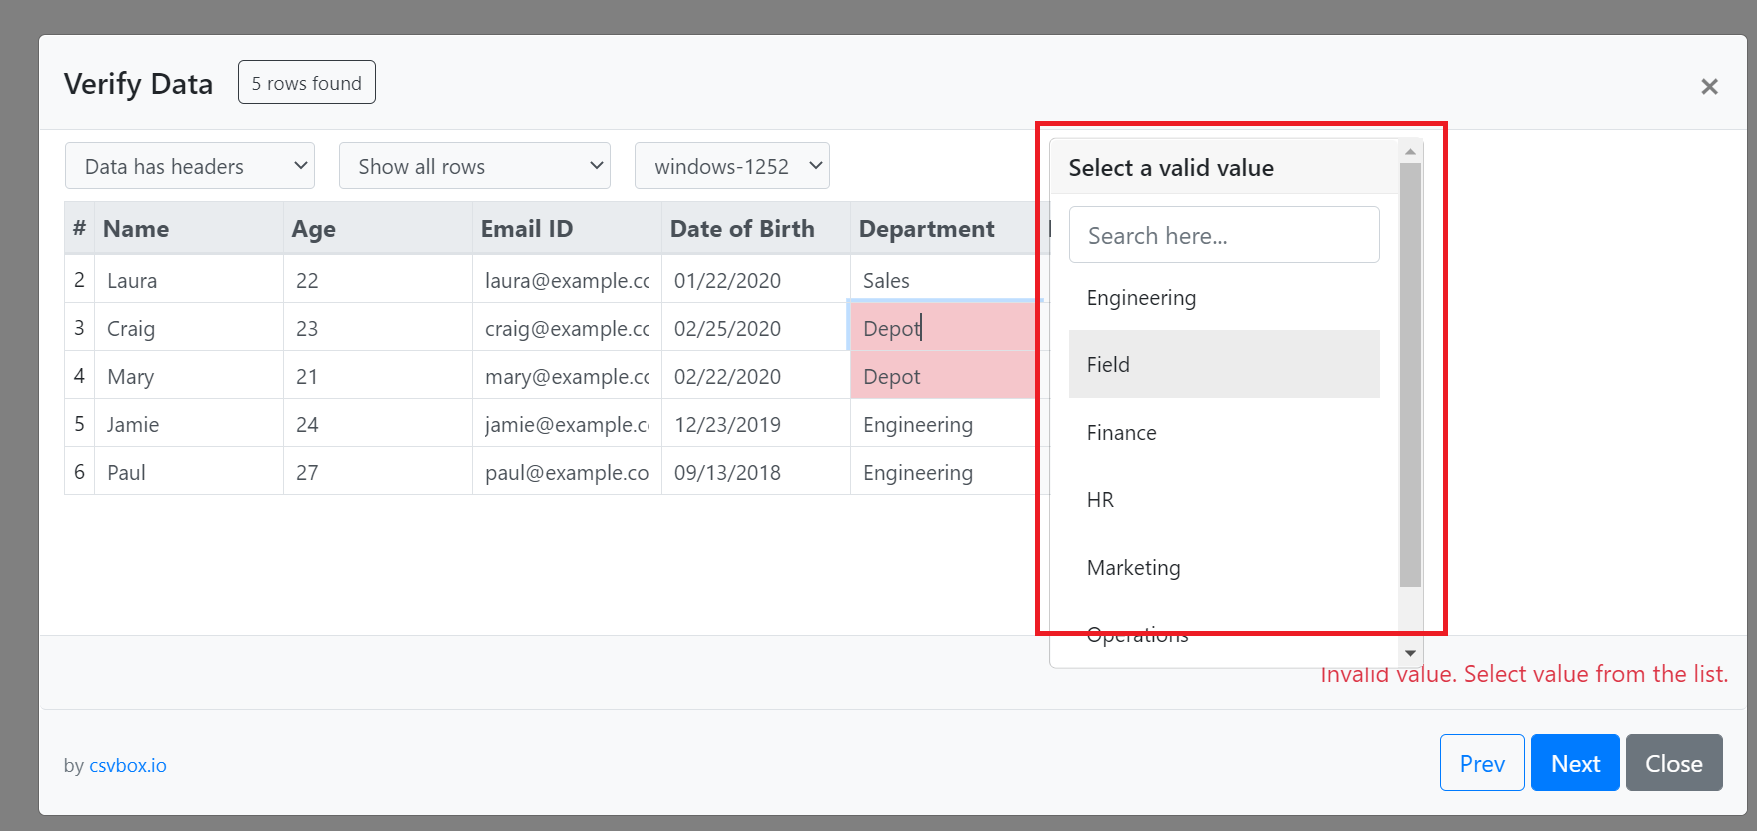 Verify Data 5 rows found ×
Data has headers Show all rows windows-1252
# Name Age Email ID Date of Birth Department
2 Laura 22 laura@example.cc 01/22/2020 Sales
3 Craig 23 craig@example.cc 02/25/2020 Depot
4 Mary 21 mary@example.cc 02/22/2020 Depot
5 Jamie 24 jamie@example.c 12/23/2019 Engineering
6 Paul 27 paul@example.co 09/13/2018 Engineering
Select a valid value
Search here...
Engineering
Field
Finance
HR
Marketing
Operations
Invalid value. Select value from the list.
by csvbox.io
Prev Next Close